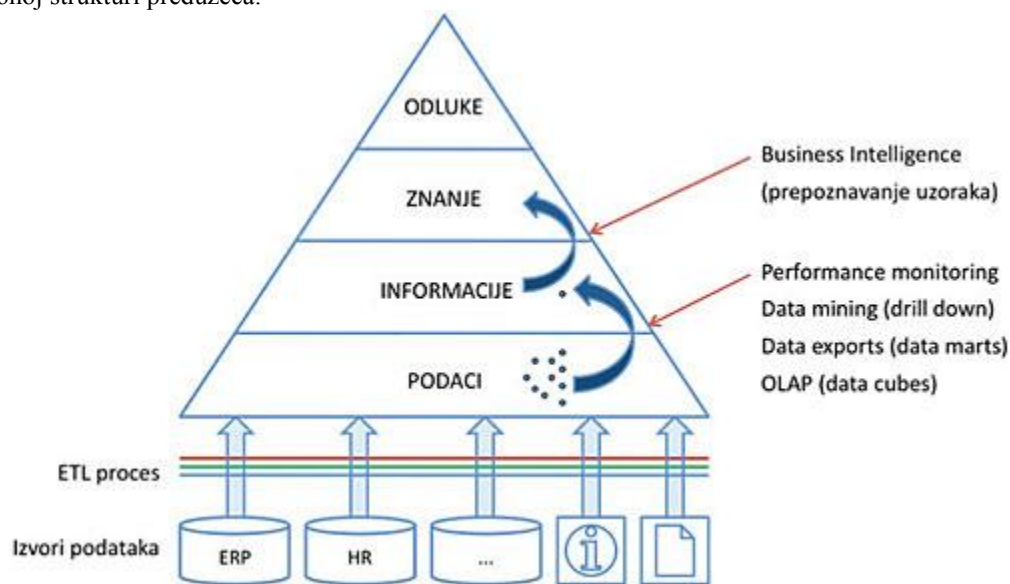 onoj strukturi preduzeća.
ODLUKE
Business Intelligence
(prepoznavanje uzoraka)
ZNANJE
INFORMACIJE
Performance monitoring
Data mining (drill down)
Data exports (data marts)
OLAP (data cubes)
PODACI
ETL proces
Izvori podataka
ERP
HR
...
i